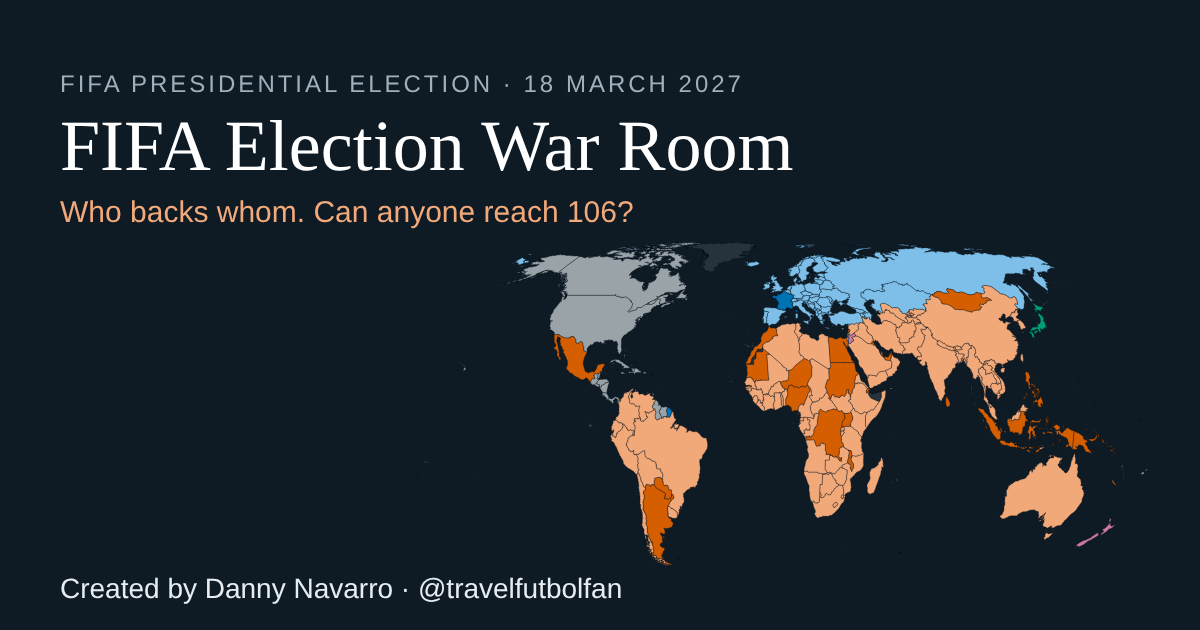 FIFA PRESIDENTIAL ELECTION · 18 MARCH 2027
FIFA Election War Room
Who backs whom. Can anyone reach 106?
Created by Danny Navarro · @travelfutbolfan